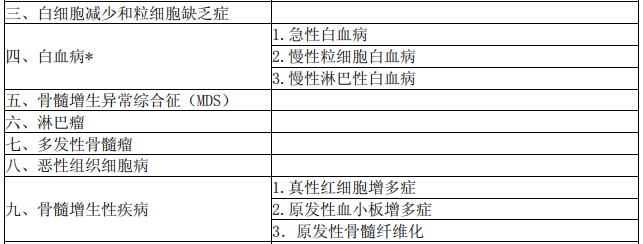 三、白细胞减少和粒细胞缺乏症
四、白血病*
1.急性白血病
2.慢性粒细胞白血病
3.慢性淋巴性白血病
五、骨髓增生异常综合征（MDS）
六、淋巴瘤
七、多发性骨髓瘤
八、恶性组织细胞病
九、骨髓增生性疾病
1.真性红细胞增多症
2.原发性血小板增多症
3．原发性骨髓纤维化